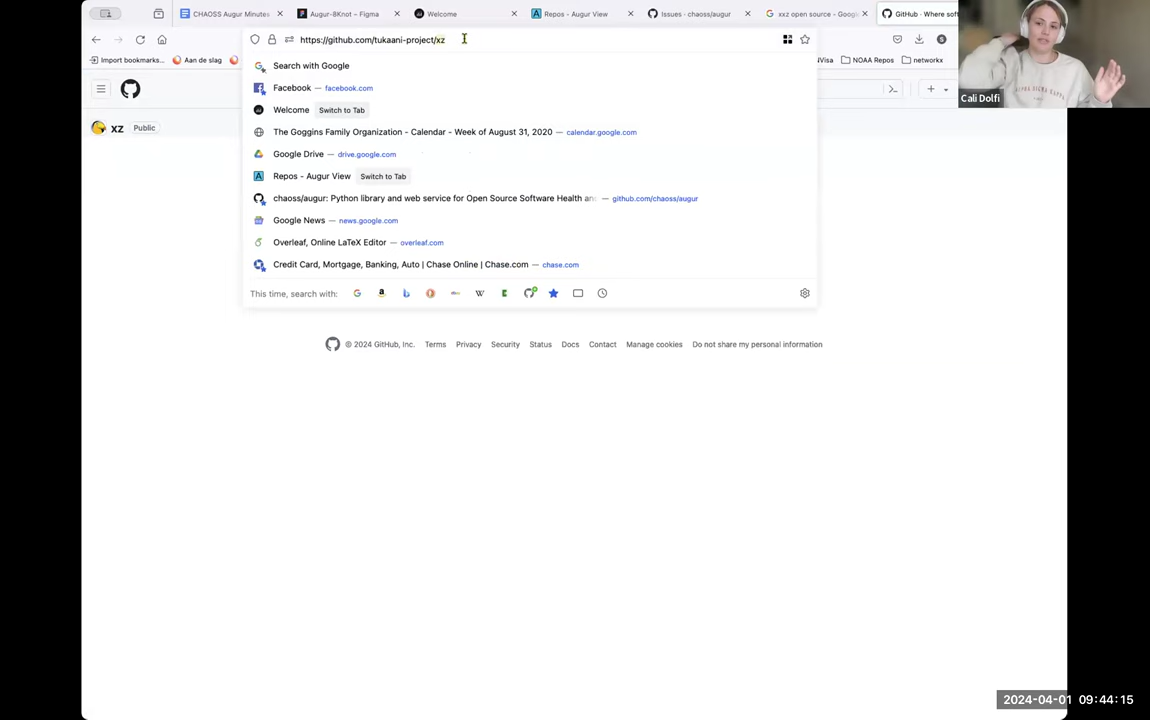 CHAOSS Augur Minutes
Augur-8Knot – Figma
Welcome
Repos - Augur View
Issues · chaoss/augur
xxz open source - Google
GitHub · Where soft
https://github.com/tukaani-project/xz
Import bookmarks...
Aan de slag
NOAA Repos
networkx
Search with Google
Facebook — facebook.com
Welcome Switch to Tab
The Goggins Family Organization - Calendar - Week of August 31, 2020 — calendar.google.com
Google Drive — drive.google.com
Repos - Augur View Switch to Tab
chaoss/augur: Python library and web service for Open Source Software Health an — github.com/chaoss/augur
Google News — news.google.com
Overleaf, Online LaTeX Editor — overleaf.com
Credit Card, Mortgage, Banking, Auto | Chase Online | Chase.com — chase.com
This time, search with:
xz Public
Cali Dolfi
© 2024 GitHub, Inc. Terms Privacy Security Status Docs Contact Manage cookies Do not share my personal information
2024-04-01 09:44:15